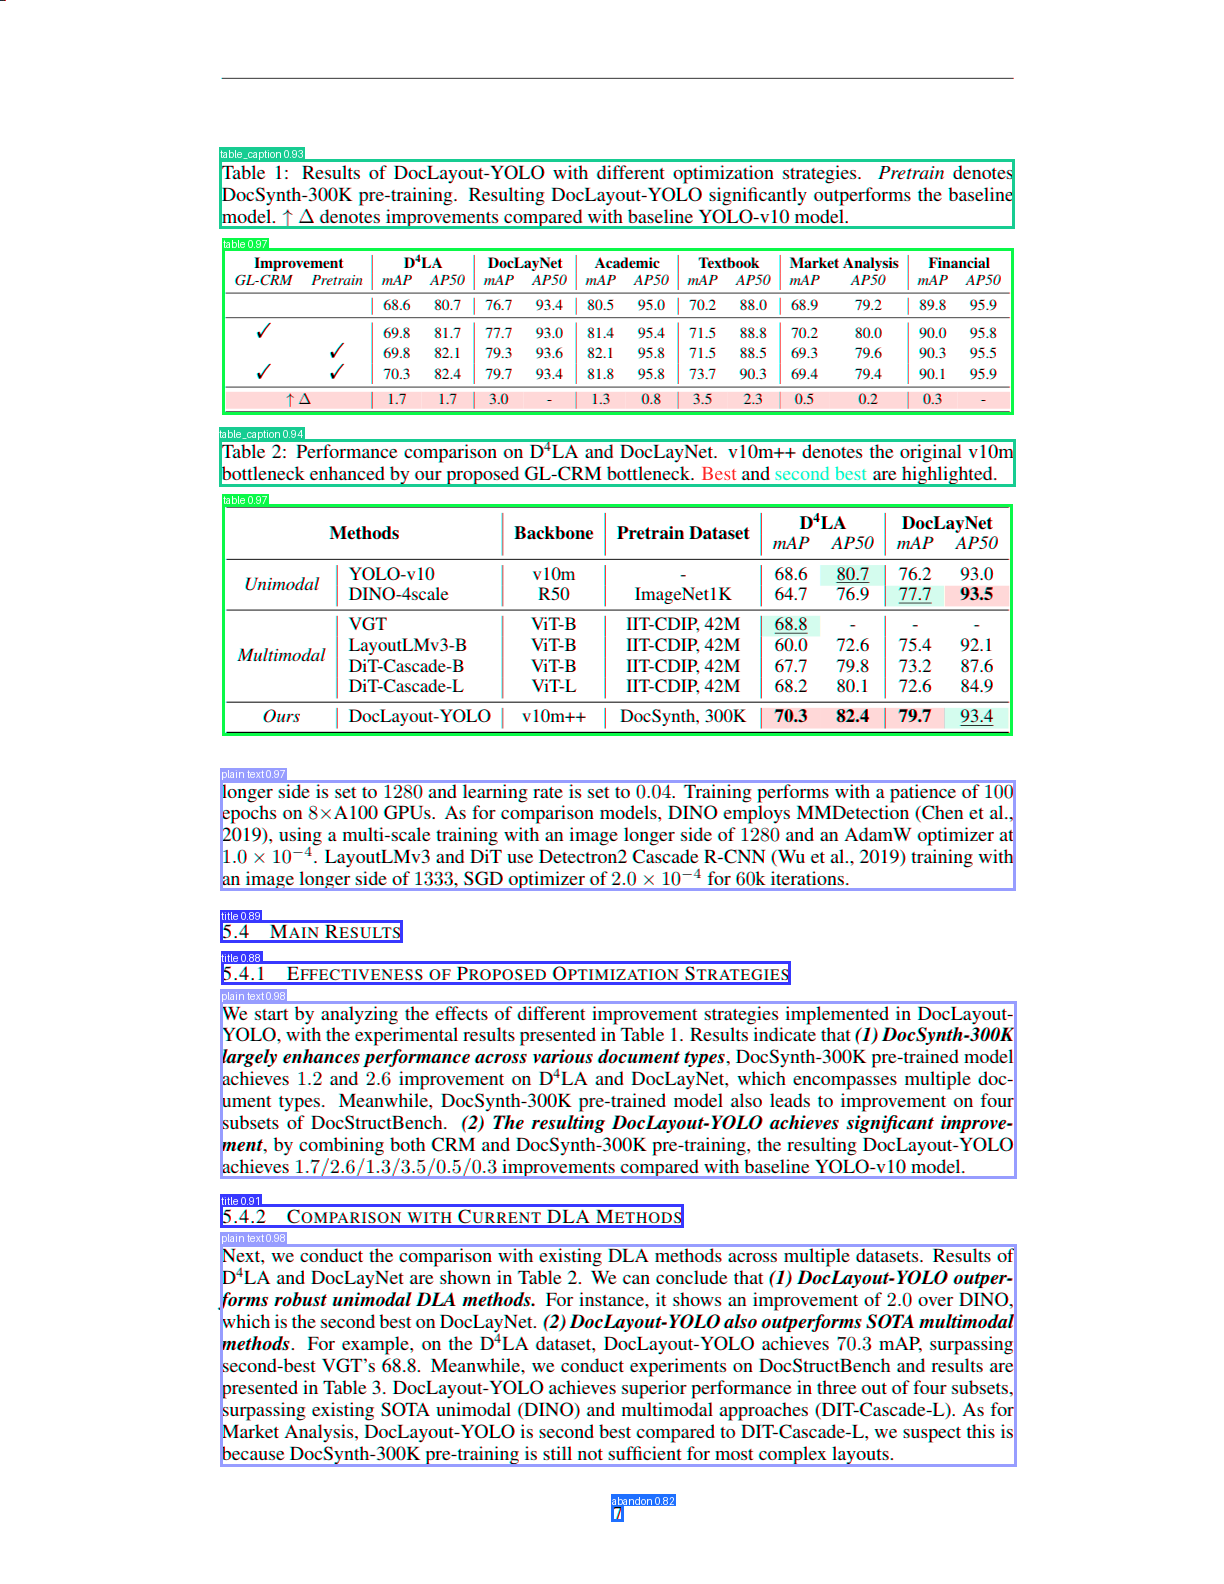 table_caption 0.93
Table 1: Results of DocLayout-YOLO with different optimization strategies. Pretrain denotes
DocSynth-300K pre-training. Resulting DocLayout-YOLO significantly outperforms the baseline
model. ↑ Δ denotes improvements compared with baseline YOLO-v10 model.
table 0.97
Improvement D⁴LA DocLayNet Academic Textbook Market Analysis Financial
GL-CRM Pretrain mAP AP50 mAP AP50 mAP AP50 mAP AP50 mAP AP50 mAP AP50
68.6 80.7 76.7 93.4 80.5 95.0 70.2 88.0 68.9 79.2 89.8 95.9
✓ 69.8 81.7 77.7 93.0 81.4 95.4 71.5 88.8 70.2 80.0 90.0 95.8
✓ 69.8 82.1 79.3 93.6 82.1 95.8 71.5 88.5 69.3 79.6 90.3 95.5
✓ ✓ 70.3 82.4 79.7 93.4 81.8 95.8 73.7 90.3 69.4 79.4 90.1 95.9
↑ Δ 1.7 1.7 3.0 - 1.3 0.8 3.5 2.3 0.5 0.2 0.3 -
table_caption 0.94
Table 2: Performance comparison on D⁴LA and DocLayNet. v10m++ denotes the original v10m
bottleneck enhanced by our proposed GL-CRM bottleneck. Best and second best are highlighted.
table 0.97
Methods Backbone Pretrain Dataset D⁴LA DocLayNet
mAP AP50 mAP AP50
Unimodal YOLO-v10 v10m - 68.6 80.7 76.2 93.0
DINO-4scale R50 ImageNet1K 64.7 76.9 77.7 93.5
Multimodal VGT ViT-B IIT-CDIP, 42M 68.8 - - -
LayoutLMv3-B ViT-B IIT-CDIP, 42M 60.0 72.6 75.4 92.1
DiT-Cascade-B ViT-B IIT-CDIP, 42M 67.7 79.8 73.2 87.6
DiT-Cascade-L ViT-L IIT-CDIP, 42M 68.2 80.1 72.6 84.9
Ours DocLayout-YOLO v10m++ DocSynth, 300K 70.3 82.4 79.7 93.4
plain text 0.97
longer side is set to 1280 and learning rate is set to 0.04. Training performs with a patience of 100
epochs on 8×A100 GPUs. As for comparison models, DINO employs MMDetection (Chen et al.,
2019), using a multi-scale training with an image longer side of 1280 and an AdamW optimizer at
1.0 × 10⁻⁴. LayoutLMv3 and DiT use Detectron2 Cascade R-CNN (Wu et al., 2019) training with
an image longer side of 1333, SGD optimizer of 2.0 × 10⁻⁴ for 60k iterations.
title 0.89
5.4 MAIN RESULTS
title 0.88
5.4.1 EFFECTIVENESS OF PROPOSED OPTIMIZATION STRATEGIES
plain text 0.98
We start by analyzing the effects of different improvement strategies implemented in DocLayout-
YOLO, with the experimental results presented in Table 1. Results indicate that (1) DocSynth-300K
largely enhances performance across various document types, DocSynth-300K pre-trained model
achieves 1.2 and 2.6 improvement on D⁴LA and DocLayNet, which encompasses multiple doc-
ument types. Meanwhile, DocSynth-300K pre-trained model also leads to improvement on four
subsets of DocStructBench. (2) The resulting DocLayout-YOLO achieves significant improve-
ment, by combining both CRM and DocSynth-300K pre-training, the resulting DocLayout-YOLO
achieves 1.7/2.6/1.3/3.5/0.5/0.3 improvements compared with baseline YOLO-v10 model.
title 0.91
5.4.2 COMPARISON WITH CURRENT DLA METHODS
plain text 0.98
Next, we conduct the comparison with existing DLA methods across multiple datasets. Results of
D⁴LA and DocLayNet are shown in Table 2. We can conclude that (1) DocLayout-YOLO outper-
forms robust unimodal DLA methods. For instance, it shows an improvement of 2.0 over DINO,
which is the second best on DocLayNet. (2) DocLayout-YOLO also outperforms SOTA multimodal
methods. For example, on the D⁴LA dataset, DocLayout-YOLO achieves 70.3 mAP, surpassing
second-best VGT's 68.8. Meanwhile, we conduct experiments on DocStructBench and results are
presented in Table 3. DocLayout-YOLO achieves superior performance in three out of four subsets,
surpassing existing SOTA unimodal (DINO) and multimodal approaches (DIT-Cascade-L). As for
Market Analysis, DocLayout-YOLO is second best compared to DIT-Cascade-L, we suspect this is
because DocSynth-300K pre-training is still not sufficient for most complex layouts.
abandon 0.82
7